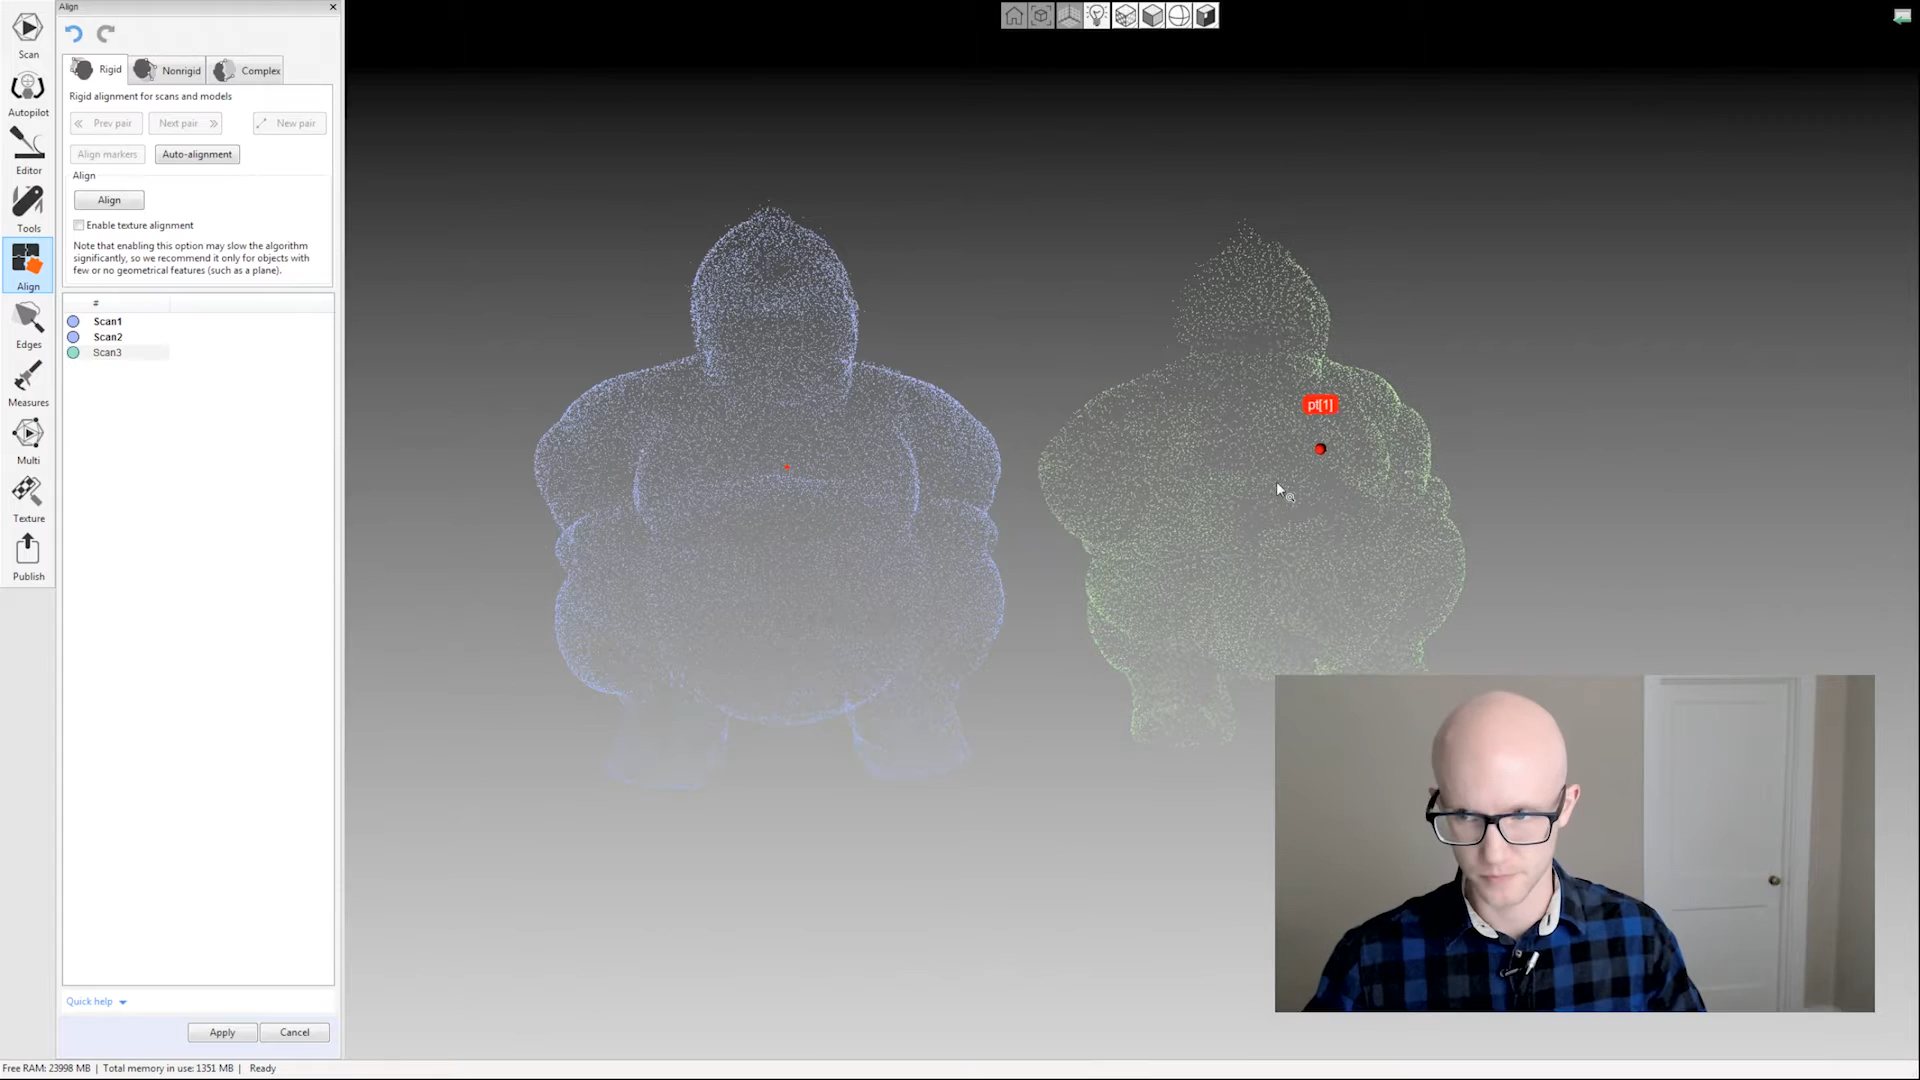 Align
Scan
Autopilot
Editor
Tools
Align
Edges
Measures
Multi
Texture
Publish
Rigid
Nonrigid
Complex
Rigid alignment for scans and models
Prev pair
Next pair
New pair
Align markers
Auto-alignment
Align
Align
Enable texture alignment
Note that enabling this option may slow the algorithm
significantly, so we recommend it only for objects with
few or no geometrical features (such as a plane).
#
Scan1
Scan2
Scan3
pt[1]
Quick help
Apply
Cancel
Free RAM: 23998 MB | Total memory in use: 1351 MB | Ready